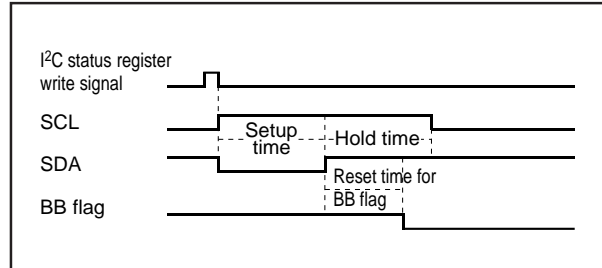 I²C status register
write signal
SCL
Setup
time
Hold time
SDA
Reset time for
BB flag
BB flag